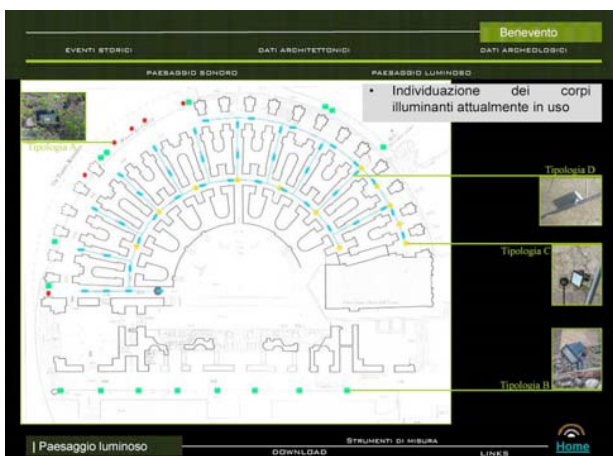 Benevento
EVENTI STORICI
DATI ARCHITETTONICI
DATI ARCHEOLOGICI
PAESAGGIO SONORO
PAESAGGIO LUMINOSO
• Individuazione dei corpi
illuminanti attualmente in uso
Tipologia A
Tipologia D
Tipologia C
Tipologia B
| Paesaggio luminoso
STRUMENTI DI MISURA
DOWNLOAD
LINKS
Home